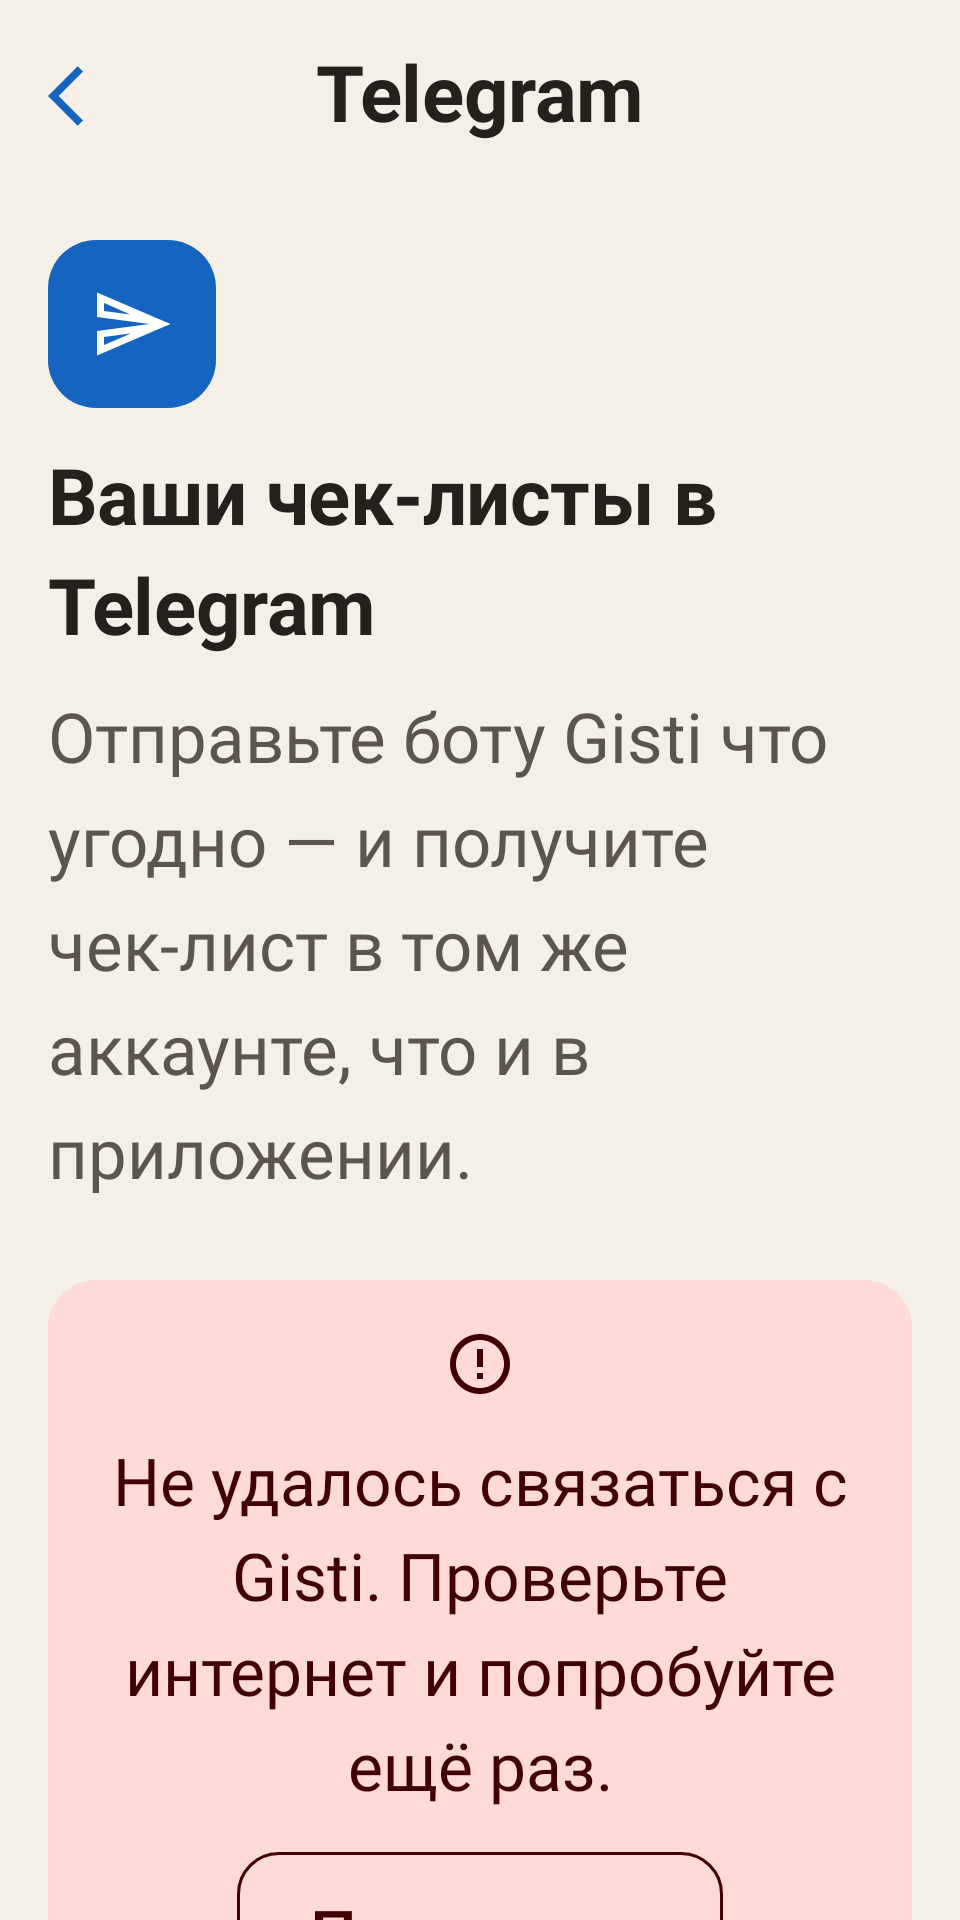 Telegram
Ваши чек-листы в
Telegram
Отправьте боту Gisti что
угодно — и получите
чек-лист в том же
аккаунте, что и в
приложении.
Не удалось связаться с
Gisti. Проверьте
интернет и попробуйте
ещё раз.